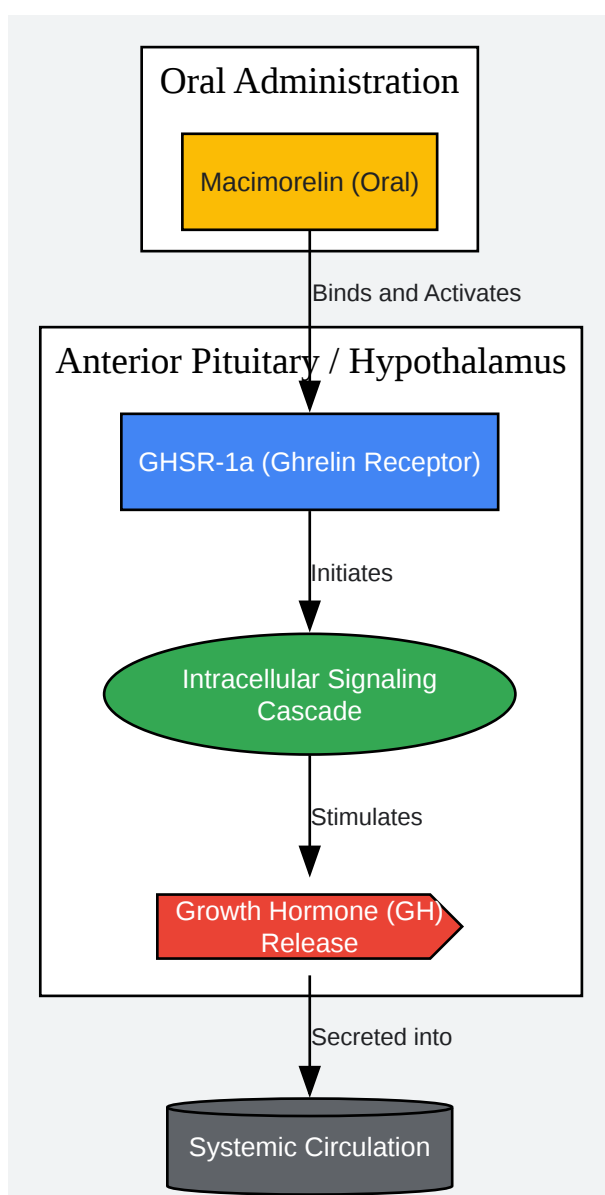 Oral Administration
Macimorelin (Oral)
Binds and Activates
Anterior Pituitary / Hypothalamus
GHSR-1a (Ghrelin Receptor)
Initiates
Intracellular Signaling
Cascade
Stimulates
Growth Hormone (GH)
Release
Secreted into
Systemic Circulation